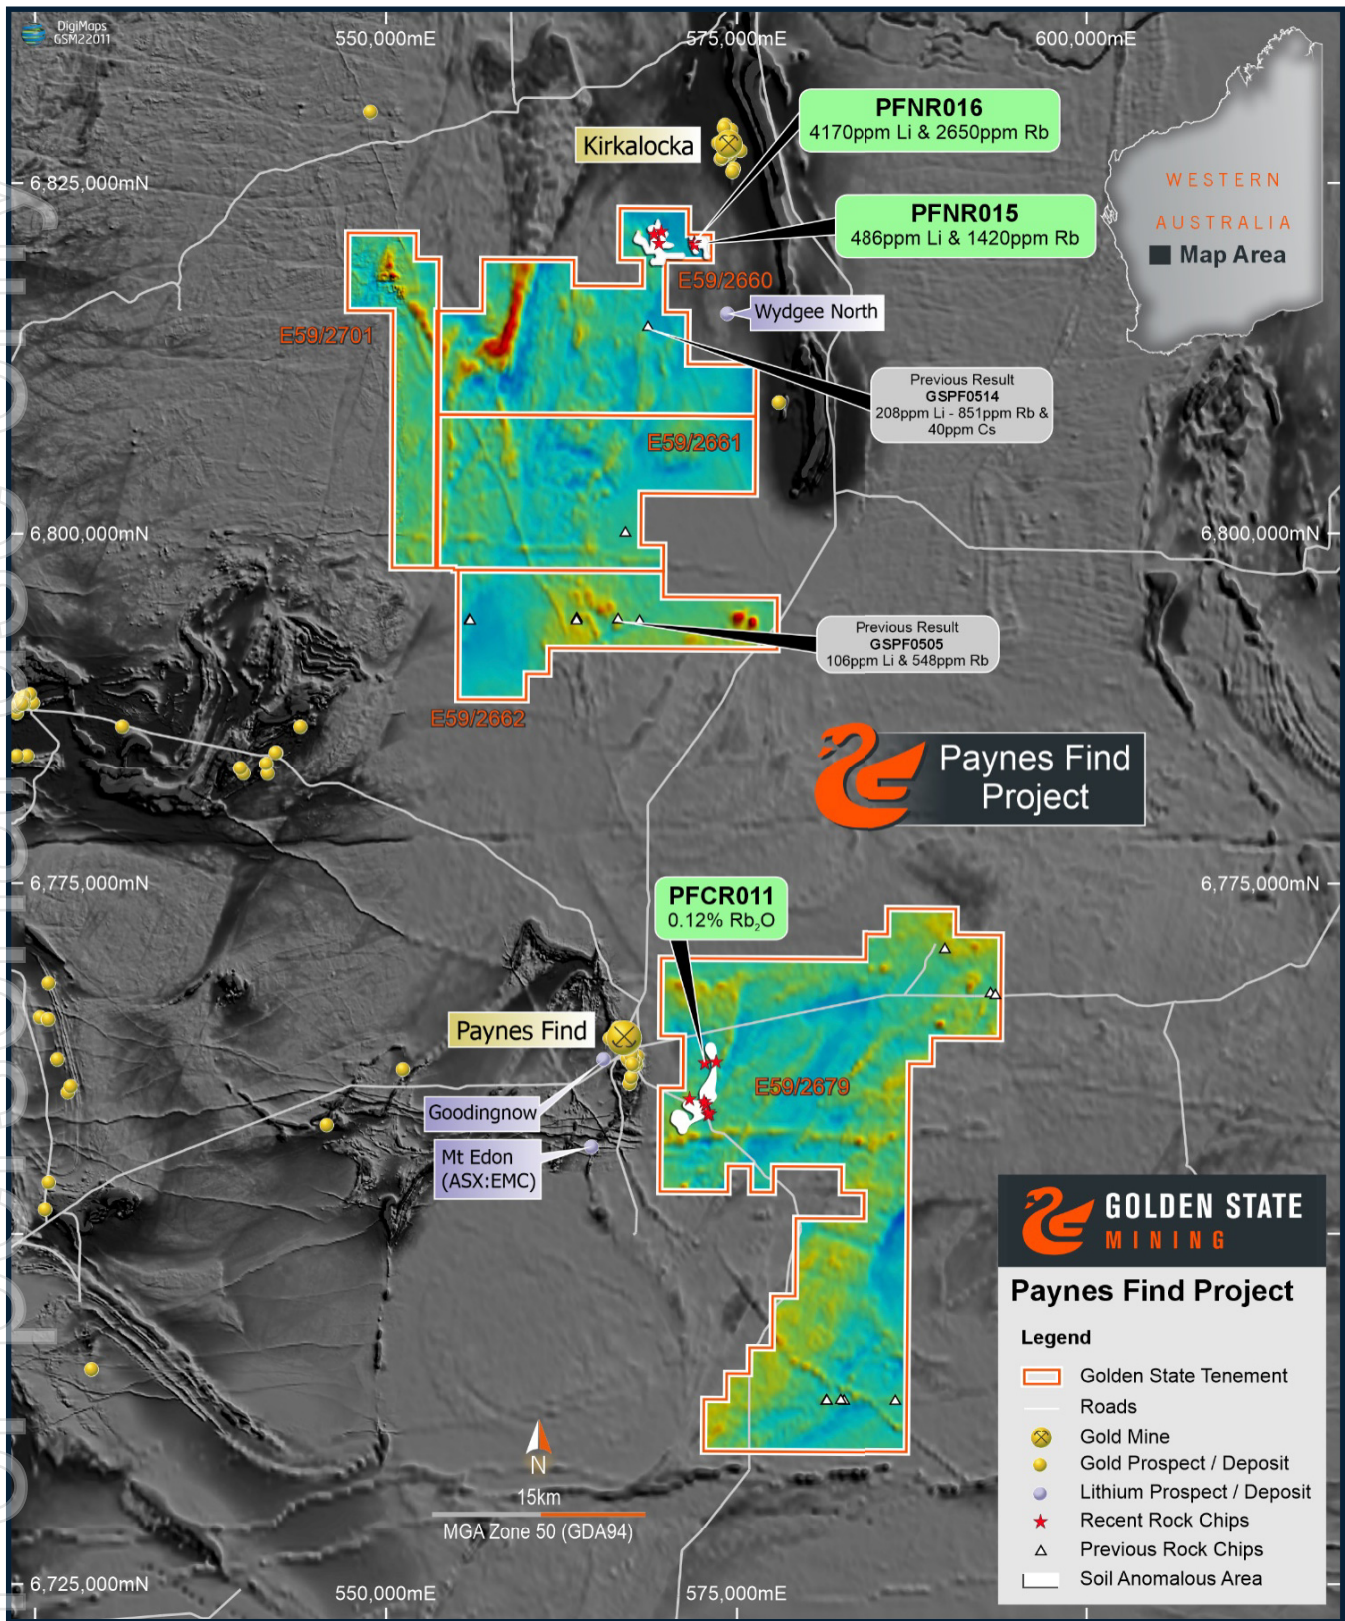 DigiMaps
GSM22011
550,000mE
575,000mE
600,000mE
PFNR016
4170ppm Li & 2650ppm Rb
Kirkalocka
6,825,000mN
WESTERN
AUSTRALIA
Map Area
PFNR015
486ppm Li & 1420ppm Rb
E59/2660
Wydgee North
E59/2701
Previous Result
GSPF0514
208ppm Li - 851ppm Rb &
40ppm Cs
E59/2661
6,800,000mN
6,800,000mN
Previous Result
GSPF0505
106ppm Li & 548ppm Rb
E59/2662
Paynes Find
Project
6,775,000mN
6,775,000mN
PFCR011
0.12% Rb₂O
Paynes Find
E59/2679
Goodingnow
Mt Edon
(ASX:EMC)
GOLDEN STATE
MINING
Paynes Find Project
Legend
Golden State Tenement
Roads
Gold Mine
Gold Prospect / Deposit
Lithium Prospect / Deposit
Recent Rock Chips
Previous Rock Chips
Soil Anomalous Area
N
15km
MGA Zone 50 (GDA94)
6,725,000mN
550,000mE
575,000mE